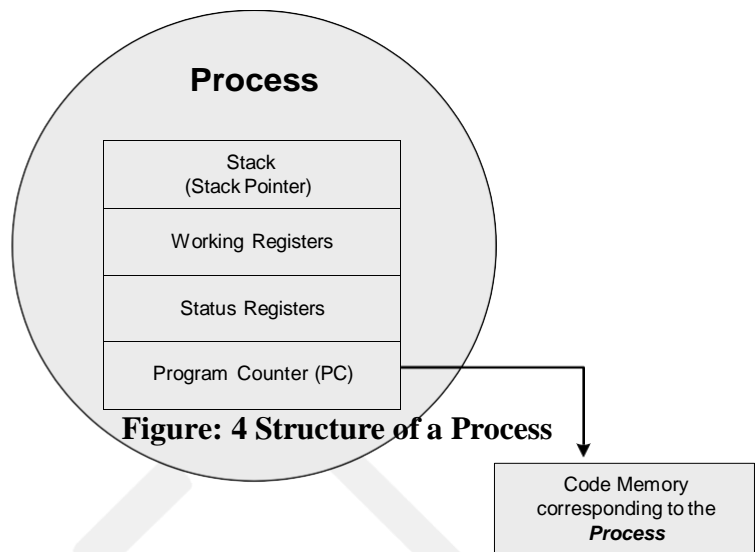 Process
Stack
(Stack Pointer)
Working Registers
Status Registers
Program Counter (PC)
Figure: 4 Structure of a Process
Code Memory
corresponding to the
Process